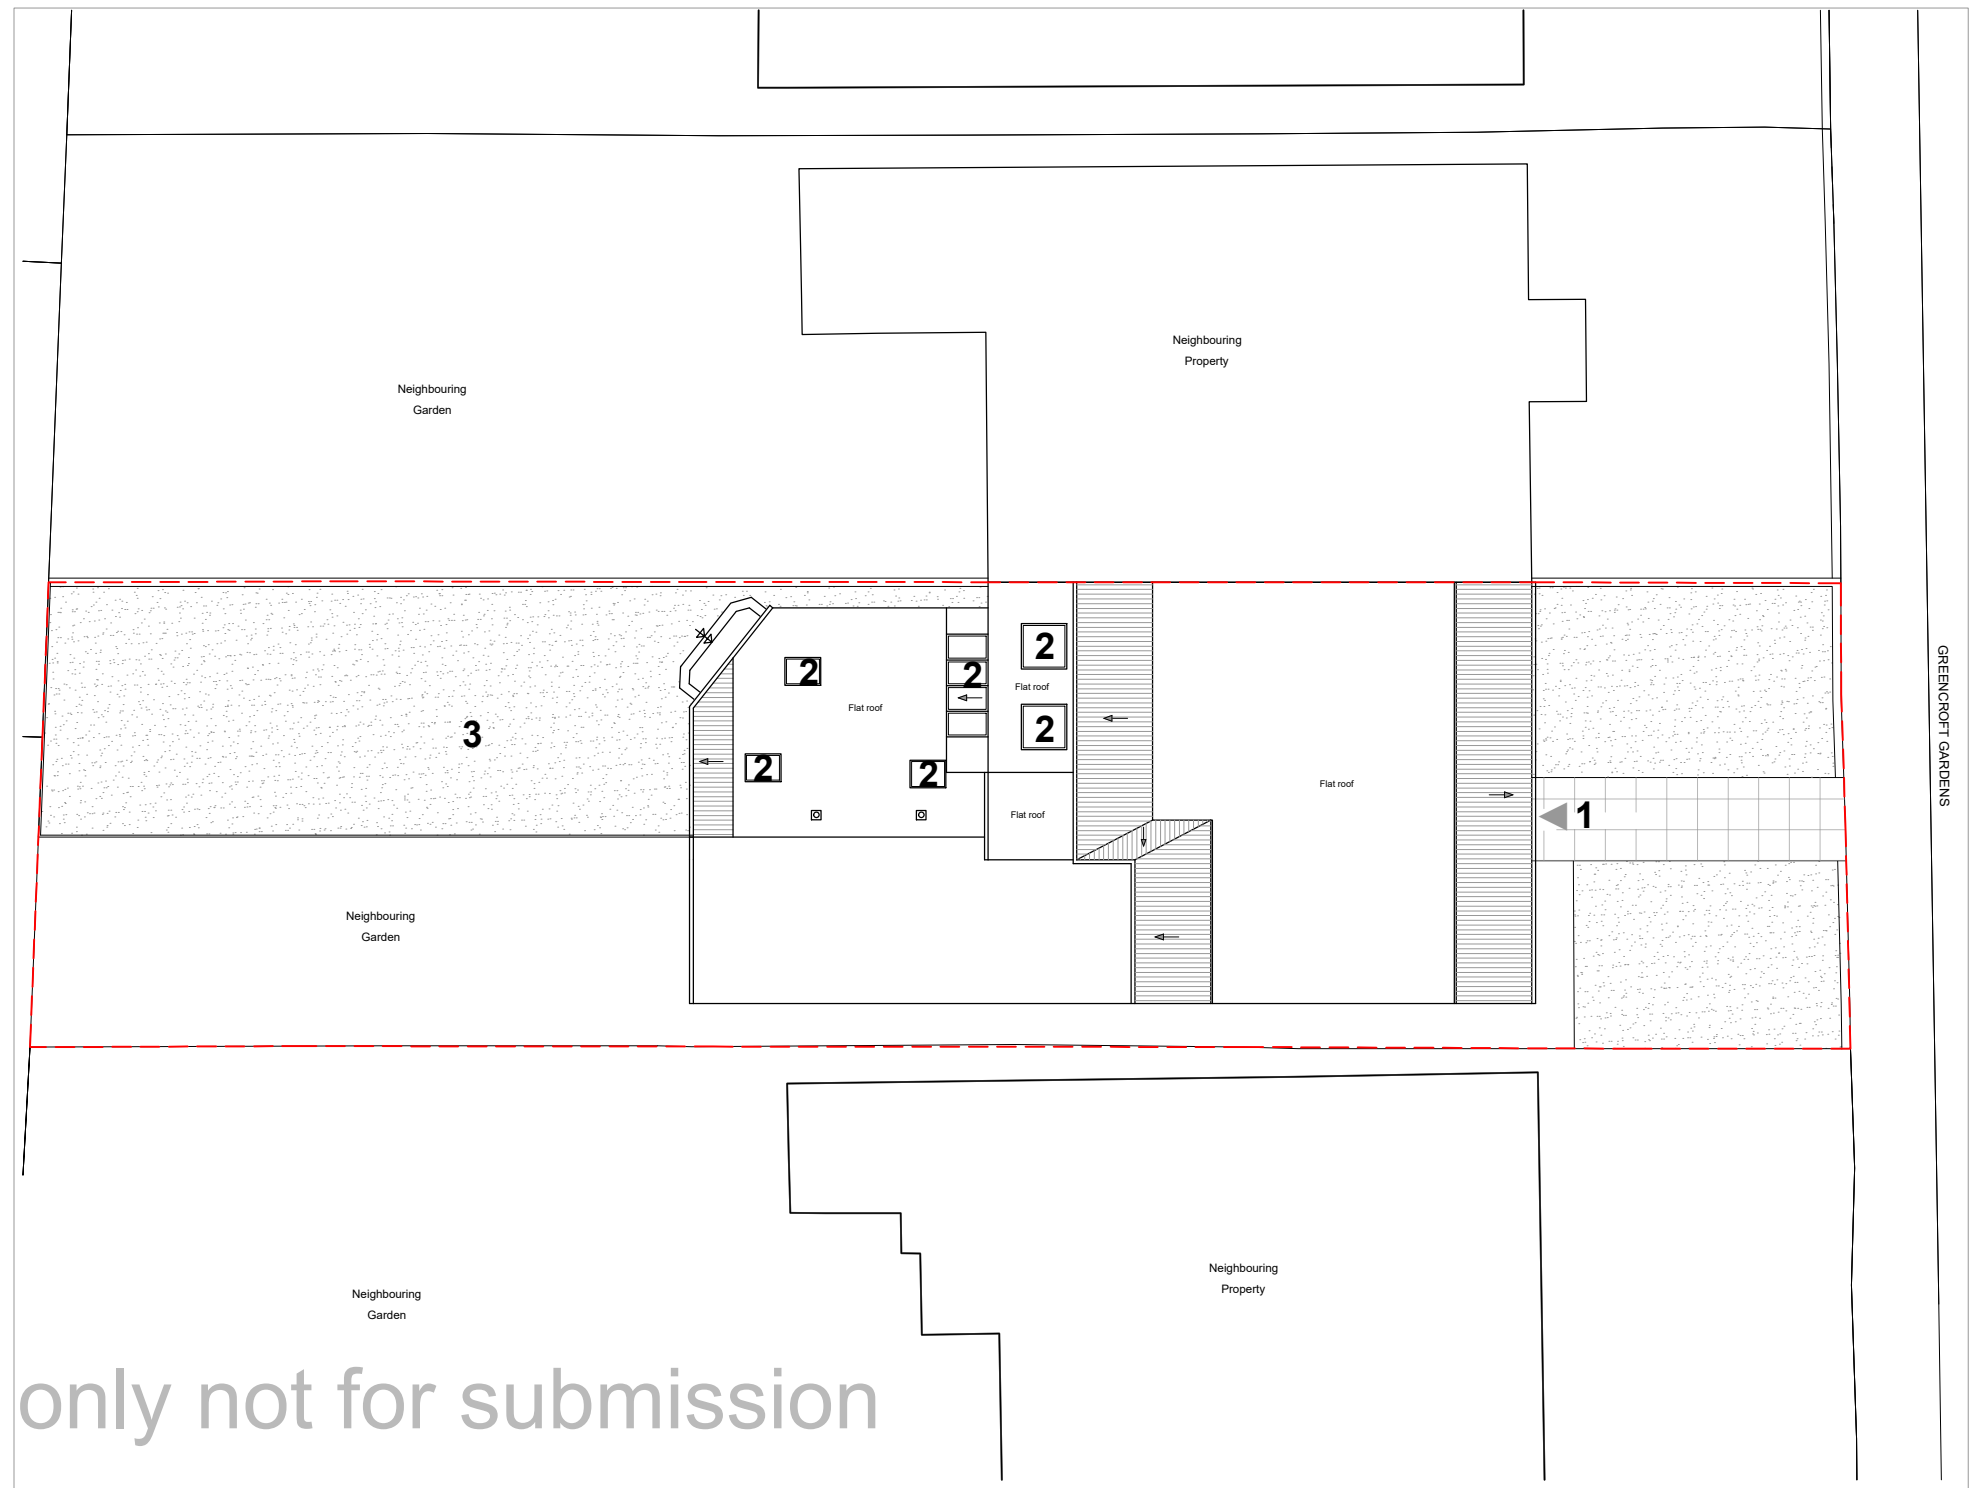 Neighbouring
Property
Neighbouring
Garden
GREENCROFT GARDENS
2
2
2
2
Flat roof
Flat roof
2
3
2
2
Flat roof
Flat roof
1
Neighbouring
Garden
Neighbouring
Property
Neighbouring
Garden
only not for submission